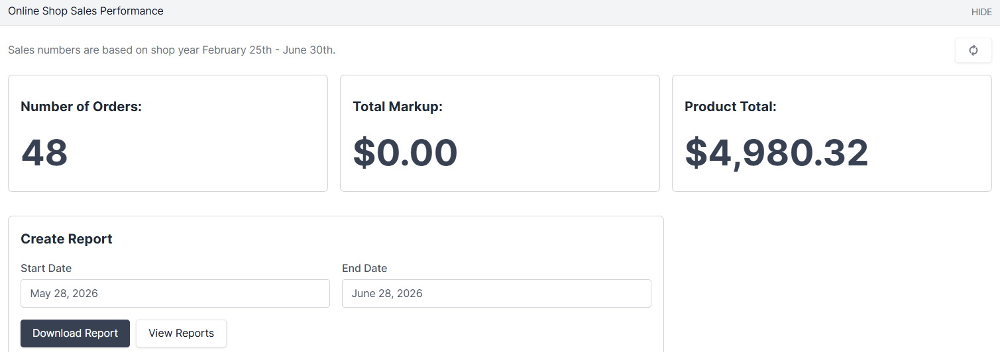 Online Shop Sales Performance
HIDE
Sales numbers are based on shop year February 25th - June 30th.
Number of Orders:
48
Total Markup:
$0.00
Product Total:
$4,980.32
Create Report
Start Date
End Date
May 28, 2026
June 28, 2026
Download Report
View Reports